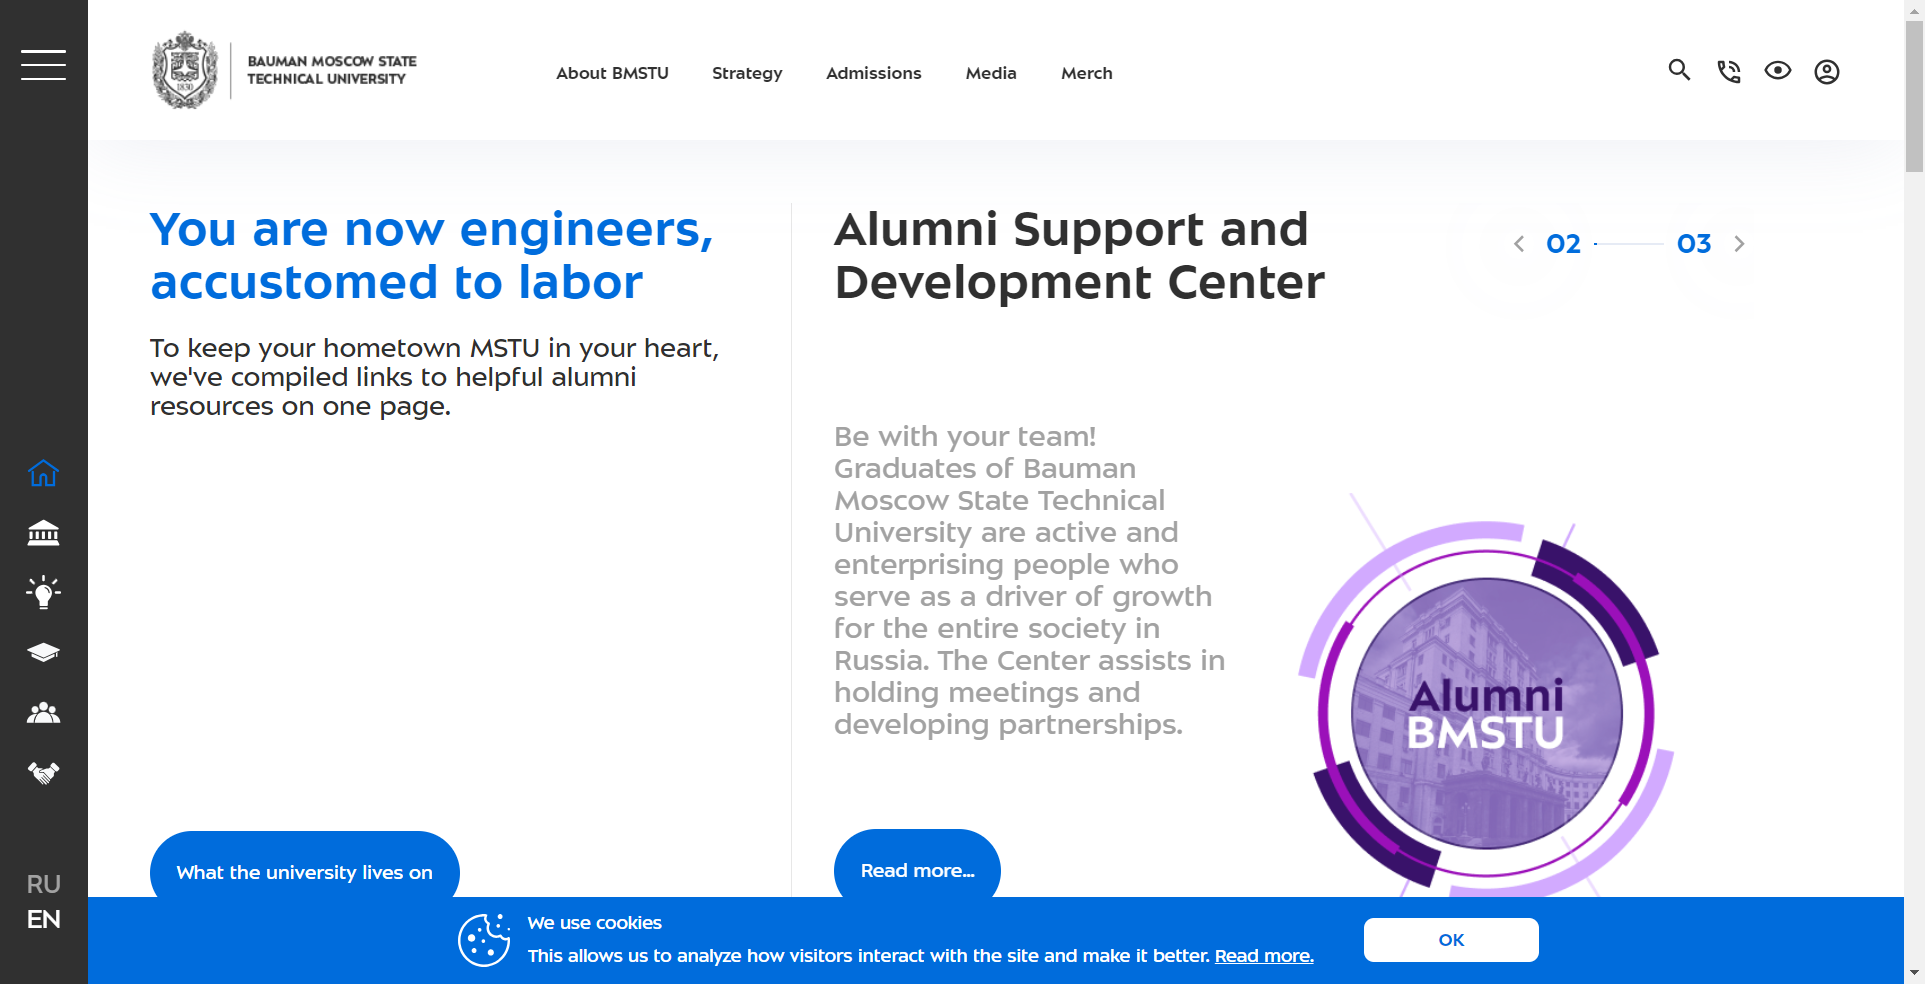 BAUMAN MOSCOW STATE
TECHNICAL UNIVERSITY
1830
About BMSTU
Strategy
Admissions
Media
Merch
You are now engineers,
accustomed to labor
To keep your hometown MSTU in your heart,
we've compiled links to helpful alumni
resources on one page.
What the university lives on
Alumni Support and
Development Center
02
03
Be with your team!
Graduates of Bauman
Moscow State Technical
University are active and
enterprising people who
serve as a driver of growth
for the entire society in
Russia. The Center assists in
holding meetings and
developing partnerships.
Read more...
Alumni
BMSTU
RU
EN
We use cookies
This allows us to analyze how visitors interact with the site and make it better. Read more.
OK